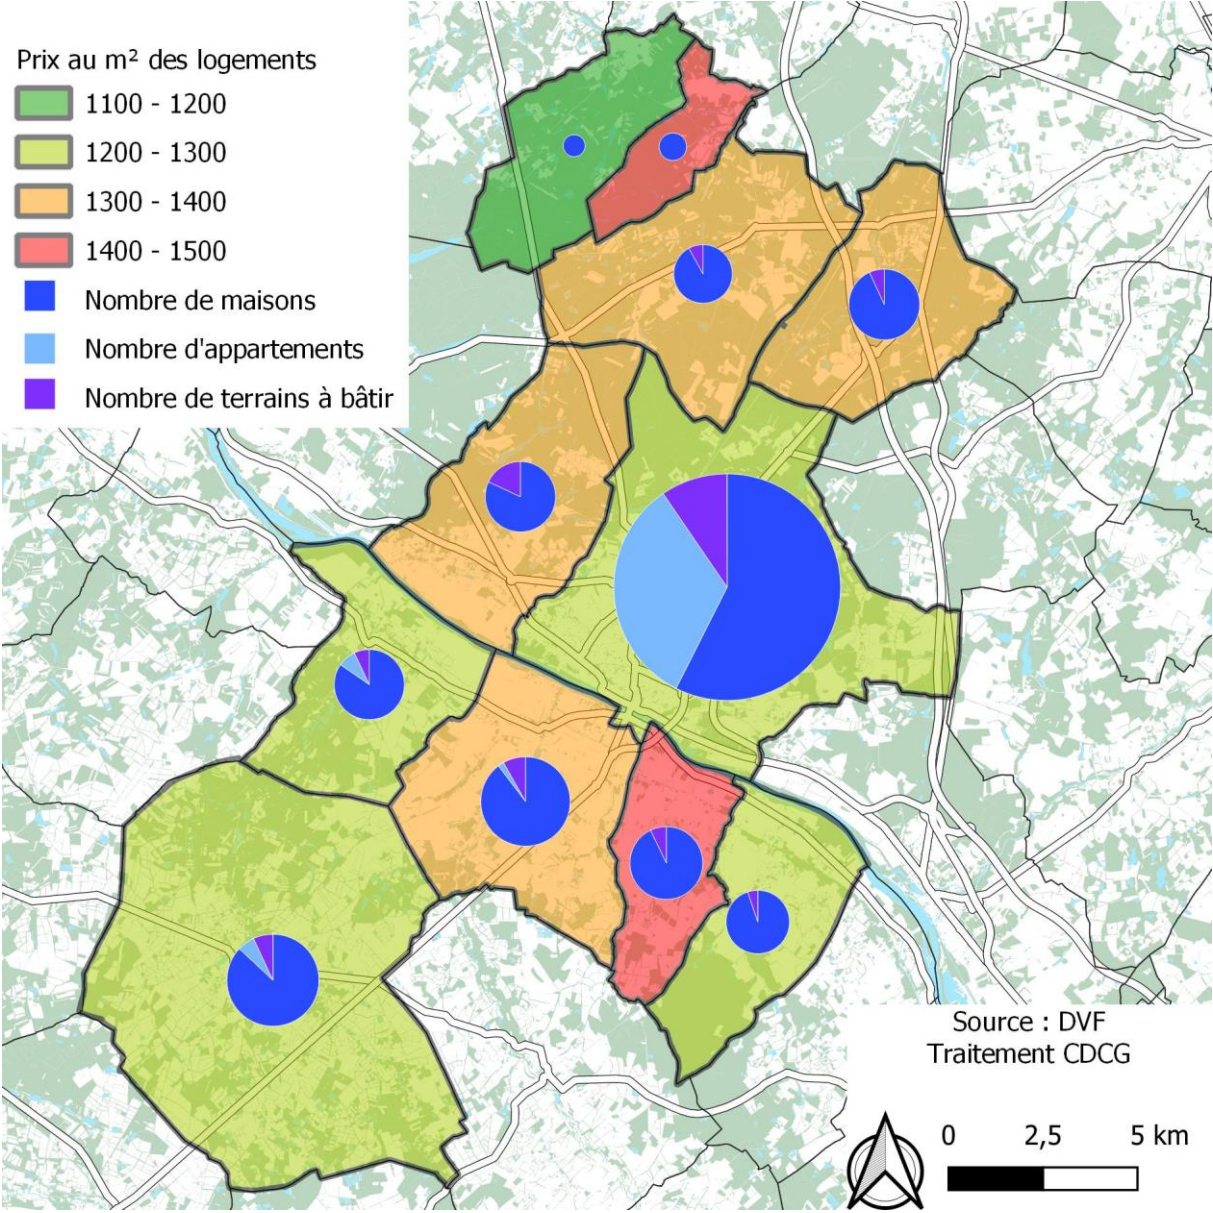 Prix au m² des logements
1100 - 1200
1200 - 1300
1300 - 1400
1400 - 1500
Nombre de maisons
Nombre d'appartements
Nombre de terrains à bâtir
Source : DVF
Traitement CDCG
0 2,5 5 km